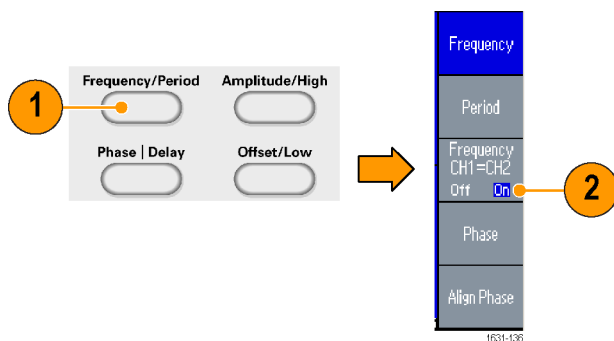 1
Frequency/Period
Amplitude/High
Phase | Delay
Offset/Low
Frequency
Period
Frequency
CH1=CH2
Off On
2
Phase
Align Phase
1631-136